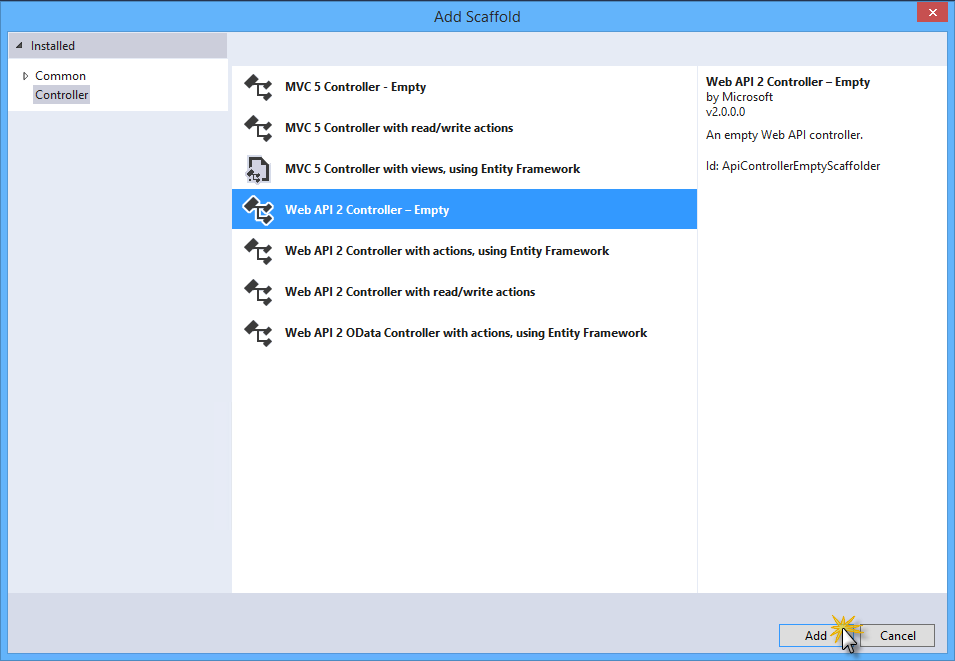 Add Scaffold
Installed
Common
Controller
MVC 5 Controller - Empty
MVC 5 Controller with read/write actions
MVC 5 Controller with views, using Entity Framework
Web API 2 Controller – Empty
Web API 2 Controller with actions, using Entity Framework
Web API 2 Controller with read/write actions
Web API 2 OData Controller with actions, using Entity Framework
Web API 2 Controller – Empty
by Microsoft
v2.0.0.0
An empty Web API controller.
Id: ApiControllerEmptyScaffolder
Add
Cancel